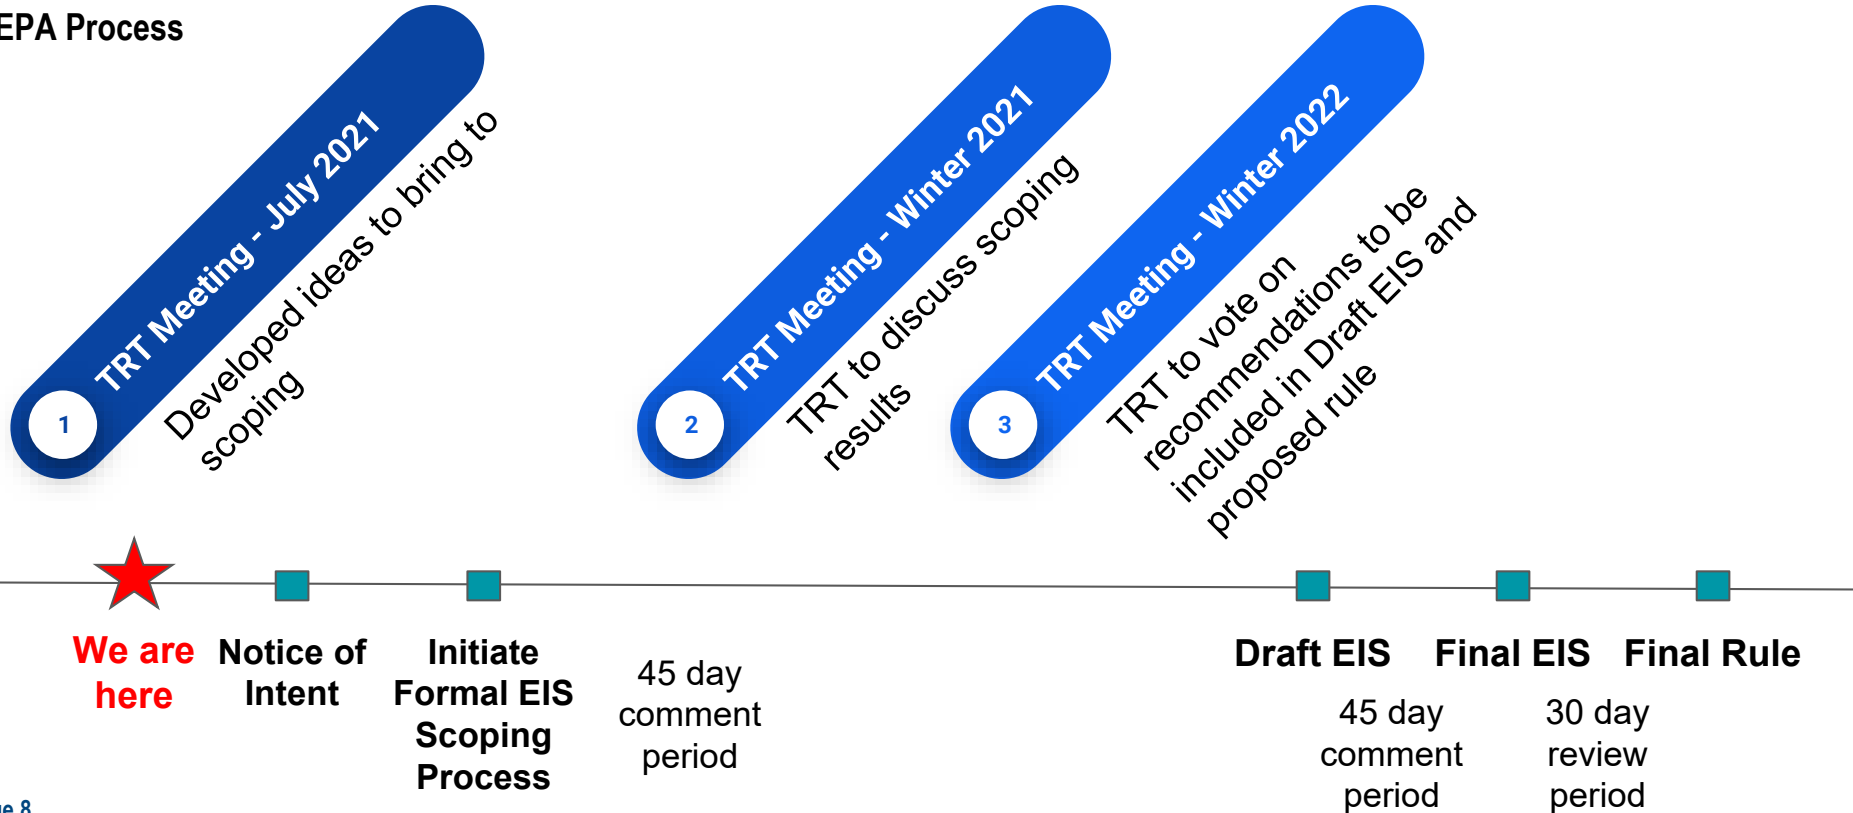 EPA Process
TRT Meeting - July 2021
Developed ideas to bring to
scoping
1
TRT Meeting - Winter 2021
TRT to discuss scoping
results
2
TRT Meeting - Winter 2022
TRT to vote on
recommendations to be
included in Draft EIS and
proposed rule
3
We are
here
Notice of
Intent
Initiate
Formal EIS
Scoping
Process
45 day
comment
period
Draft EIS
45 day
comment
period
Final EIS
30 day
review
period
Final Rule
ge 8